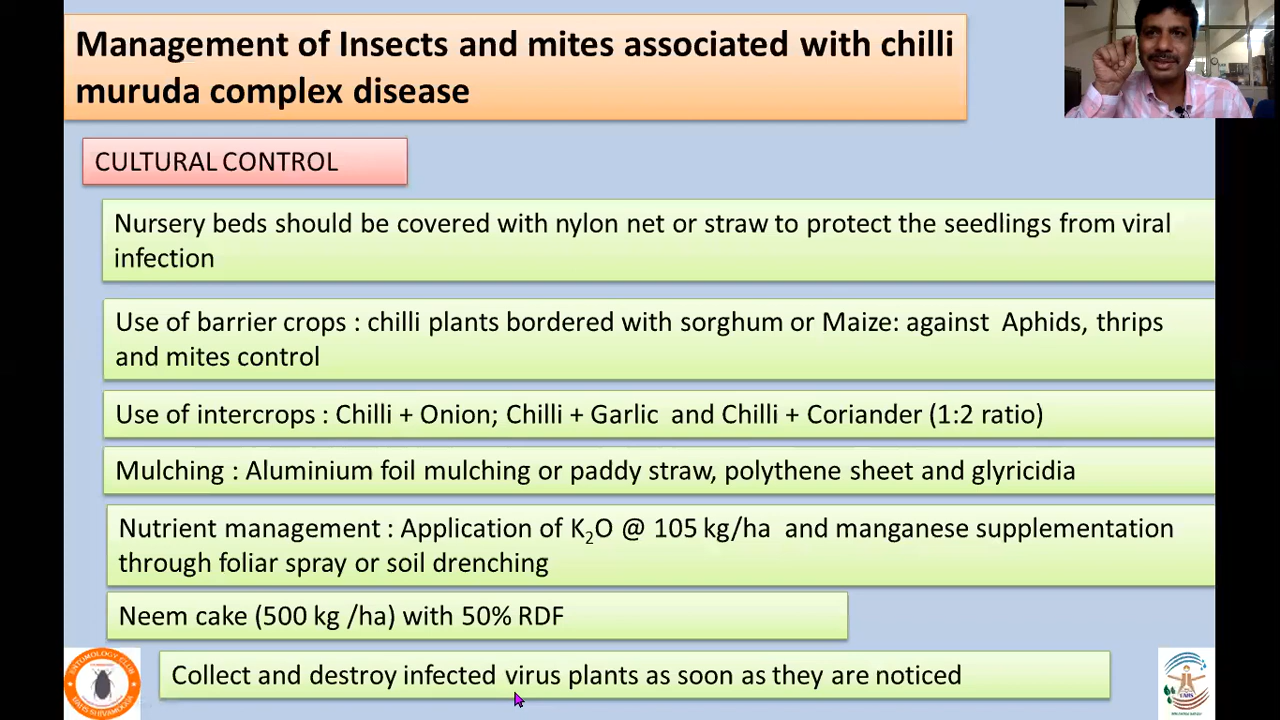 Management of Insects and mites associated with chilli
muruda complex disease
CULTURAL CONTROL
Nursery beds should be covered with nylon net or straw to protect the seedlings from viral
infection
Use of barrier crops : chilli plants bordered with sorghum or Maize: against Aphids, thrips
and mites control
Use of intercrops : Chilli + Onion; Chilli + Garlic and Chilli + Coriander (1:2 ratio)
Mulching : Aluminium foil mulching or paddy straw, polythene sheet and glyricidia
Nutrient management : Application of K₂O @ 105 kg/ha and manganese supplementation
through foliar spray or soil drenching
Neem cake (500 kg /ha) with 50% RDF
Collect and destroy infected virus plants as soon as they are noticed
ENTOMOLOGY CLUB
UAHS SHIVAMOGGA